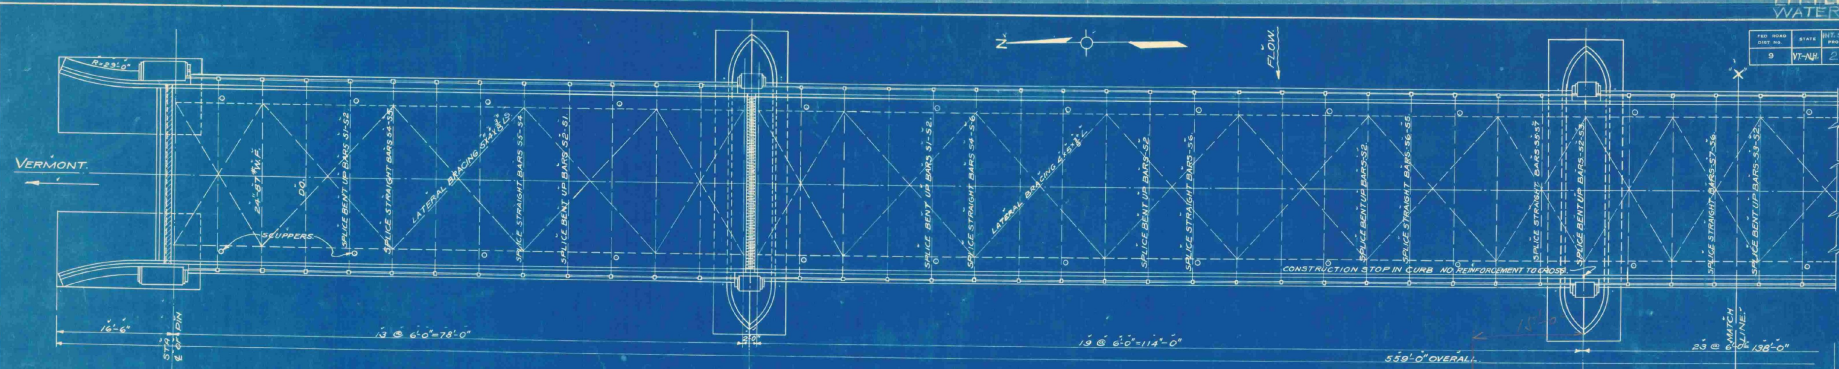 WATER
FED ROAD DIST NO. STATE
9 VT-N.H. 2
R=29'-0"
N
FLOW.
X
VERMONT.
24" 87# W.F.
DO.
SCUPPERS
SPLICE BENT UP BARS S1-S2
SPLICE STRAIGHT BARS S4-S5
LATERAL BRACING
SPLICE STRAIGHT BARS S5-S4
SPLICE BENT UP BARS S2-S1
SPLICE BENT UP BARS S1-S2
SPLICE STRAIGHT BARS S4-S6
LATERAL BRACING
SPLICE BENT UP BARS-S2
SPLICE STRAIGHT BARS-S6
SPLICE BENT UP BARS-S2
SPLICE STRAIGHT BARS-S6-S5
SPLICE STRAIGHT BARS-S5-S7
SPLICE BENT UP BARS-S2-S3
SPLICE STRAIGHT BARS-S7-S6
SPLICE BENT UP BARS-S3-S2
CONSTRUCTION STOP IN CURB NO REINFORCEMENT TO CROSS
16'-6"
STA.
℄ OF PIN
13 @ 6'-0"=78'-0"
19 @ 6'-0"=114'-0"
559'-0" OVERALL.
MATCH LINE.
23 @ 6'-0"=138'-0"